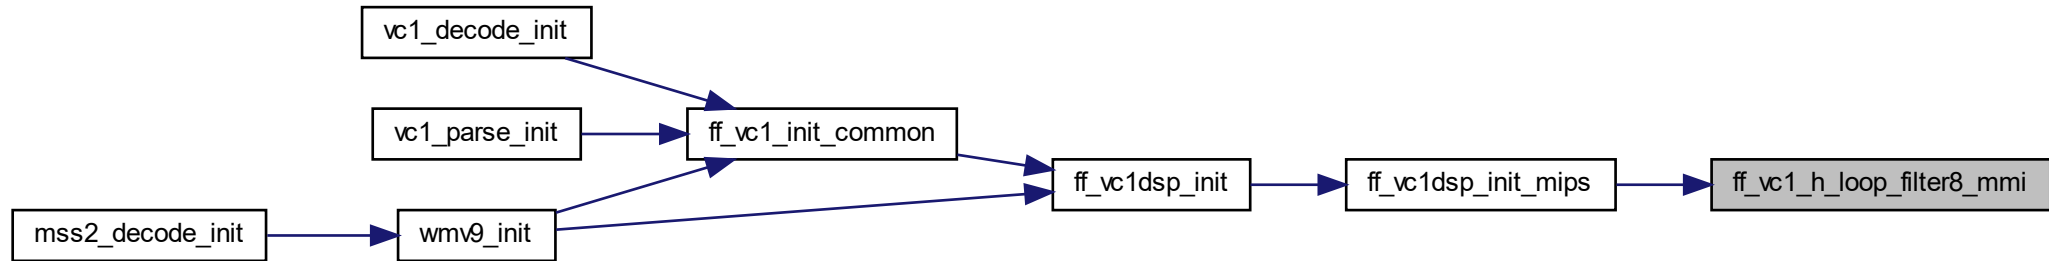 vc1_decode_init
vc1_parse_init
ff_vc1_init_common
ff_vc1dsp_init
ff_vc1dsp_init_mips
ff_vc1_h_loop_filter8_mmi
mss2_decode_init
wmv9_init